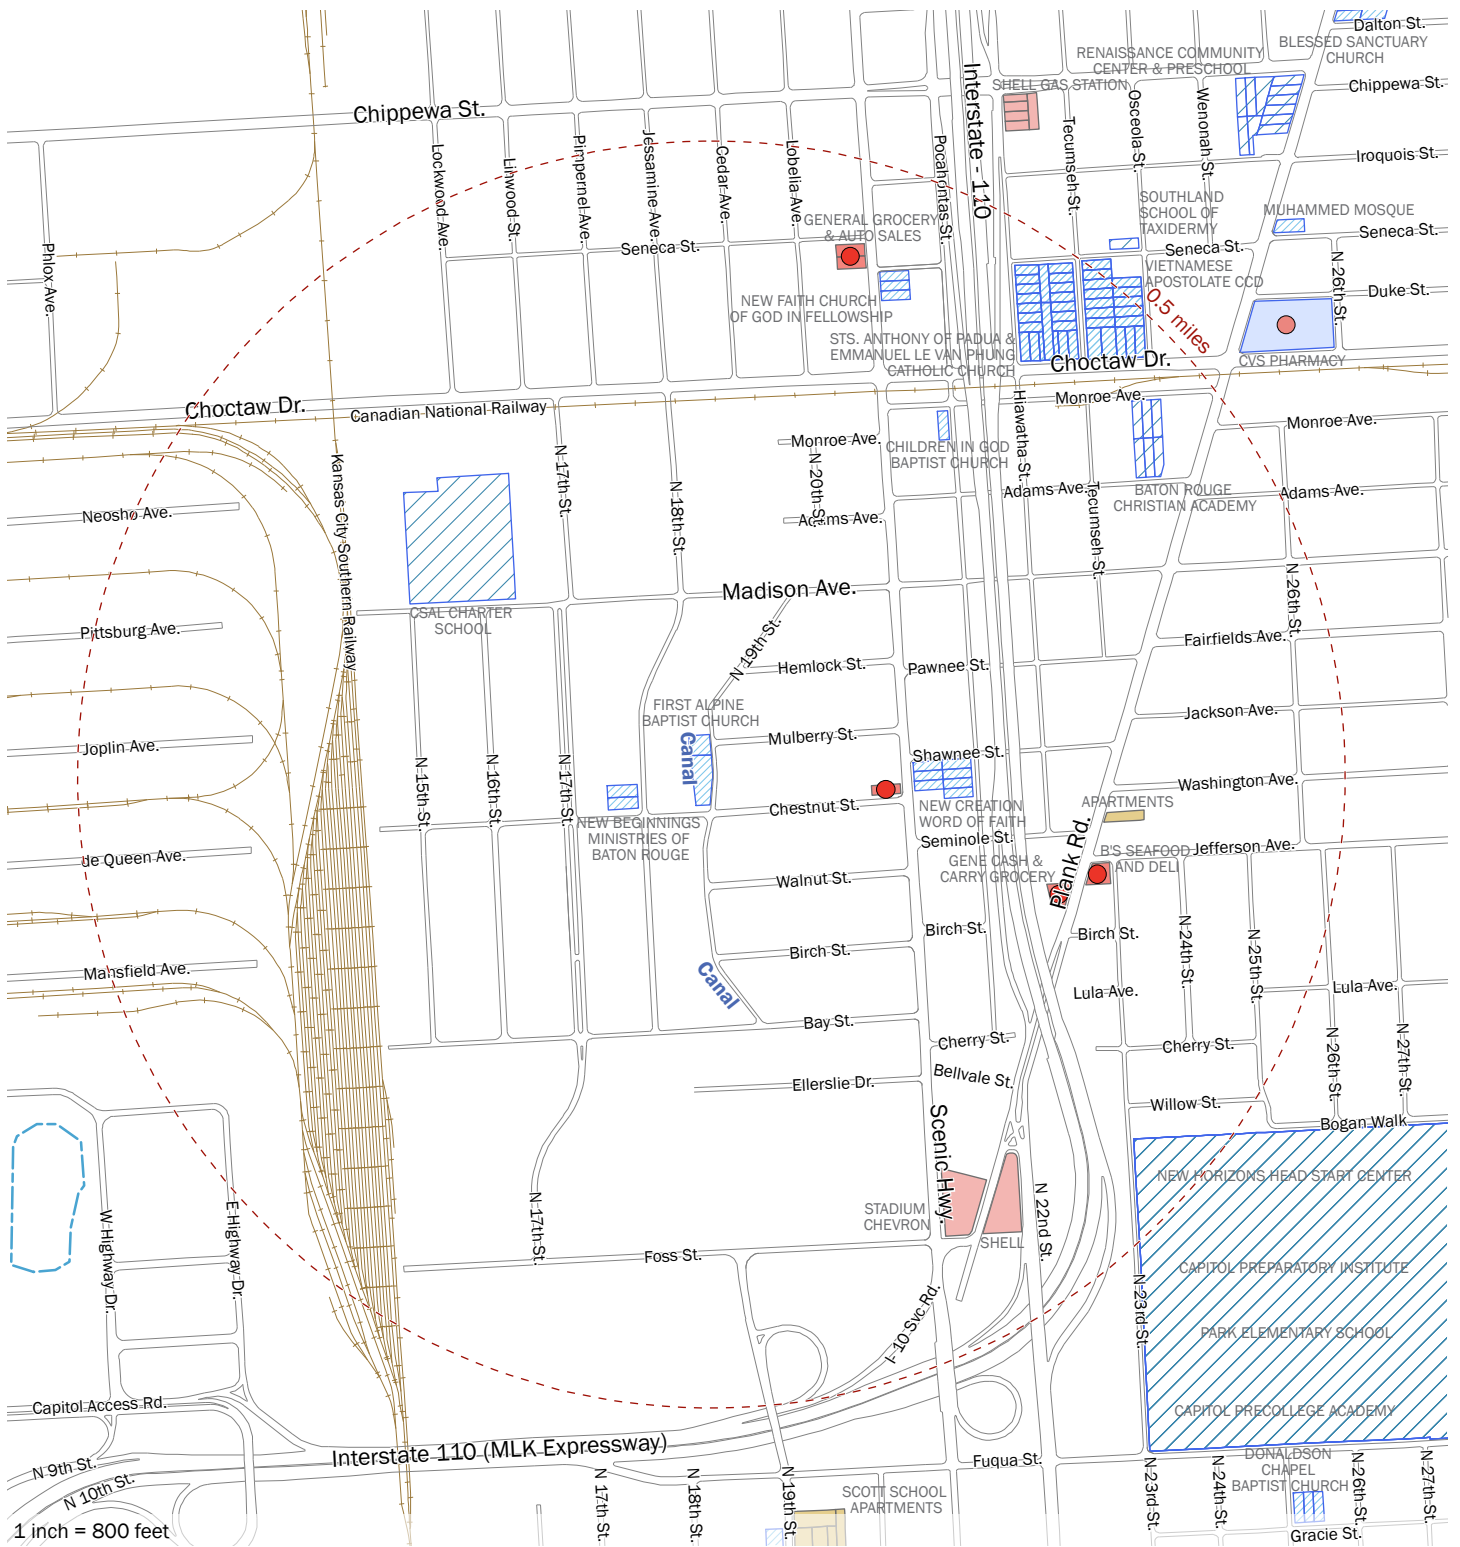 Dalton St.
BLESSED SANCTUARY
CHURCH
RENAISSANCE COMMUNITY
CENTER & PRESCHOOL
SHELL GAS STATION
Chippewa St.
Chippewa St.
Interstate - 110
Osceola St.
Wenonah St.
Tecumseh St.
Iroquois St.
Lockwood Ave.
Linwood St.
Pimpernel Ave.
Jessamine Ave.
Cedar Ave.
Lobelia Ave.
Pocahontas St.
SOUTHLAND
SCHOOL OF
TAXIDERMY
MUHAMMED MOSQUE
GENERAL GROCERY
& AUTO SALES
Seneca St.
Seneca St.
Seneca St.
Phlox Ave.
N 26th St.
VIETNAMESE
APOSTOLATE CCD
Duke St.
0.5 miles
NEW FAITH CHURCH
OF GOD IN FELLOWSHIP
STS. ANTHONY OF PADUA &
EMMANUEL LE VAN PHUNG
CATHOLIC CHURCH
Choctaw Dr.
CVS PHARMACY
Choctaw Dr.
Canadian National Railway
Monroe Ave.
Hiawatha St.
Monroe Ave.
Monroe Ave.
CHILDREN IN GOD
BAPTIST CHURCH
N 17th St.
N 18th St.
N 20th St.
Kansas City Southern Railway
Adams Ave.
Tecumseh St.
BATON ROUGE
CHRISTIAN ACADEMY
Adams Ave.
Neosho Ave.
Adams Ave.
Madison Ave.
N 26th St.
CSAL CHARTER
SCHOOL
Pittsburg Ave.
N 19th St.
Fairfields Ave.
Hemlock St.
Pawnee St.
FIRST ALPINE
BAPTIST CHURCH
Jackson Ave.
Joplin Ave.
Canal
Mulberry St.
Shawnee St.
N 15th St.
N 16th St.
N 17th St.
Washington Ave.
Chestnut St.
NEW CREATION
WORD OF FAITH
APARTMENTS
NEW BEGINNINGS
MINISTRIES OF
BATON ROUGE
Seminole St.
Plank Rd.
Jefferson Ave.
B'S SEAFOOD
AND DELI
de Queen Ave.
GENE CASH &
CARRY GROCERY
Walnut St.
Birch St.
Birch St.
Birch St.
N 24th St.
N 25th St.
Mansfield Ave.
Canal
Lula Ave.
Lula Ave.
Bay St.
Cherry St.
Cherry St.
N 26th St.
N 27th St.
Bellvale St.
Ellerslie Dr.
Willow St.
Bogan Walk
Scenic Hwy.
NEW HORIZONS HEAD START CENTER
N 17th St.
N 22nd St.
STADIUM
CHEVRON
SHELL
W Highway Dr.
E Highway Dr.
Foss St.
CAPITOL PREPARATORY INSTITUTE
N 23rd St.
I-10 Svc Rd.
PARK ELEMENTARY SCHOOL
Capitol Access Rd.
CAPITOL PRECOLLEGE ACADEMY
Interstate 110 (MLK Expressway)
N 9th St.
N 10th St.
Fuqua St.
DONALDSON
CHAPEL
BAPTIST CHURCH
N 17th St.
N 18th St.
N 19th St.
SCOTT SCHOOL
APARTMENTS
N 23rd St.
N 24th St.
N 26th St.
N 27th St.
1 inch = 800 feet
Gracie St.